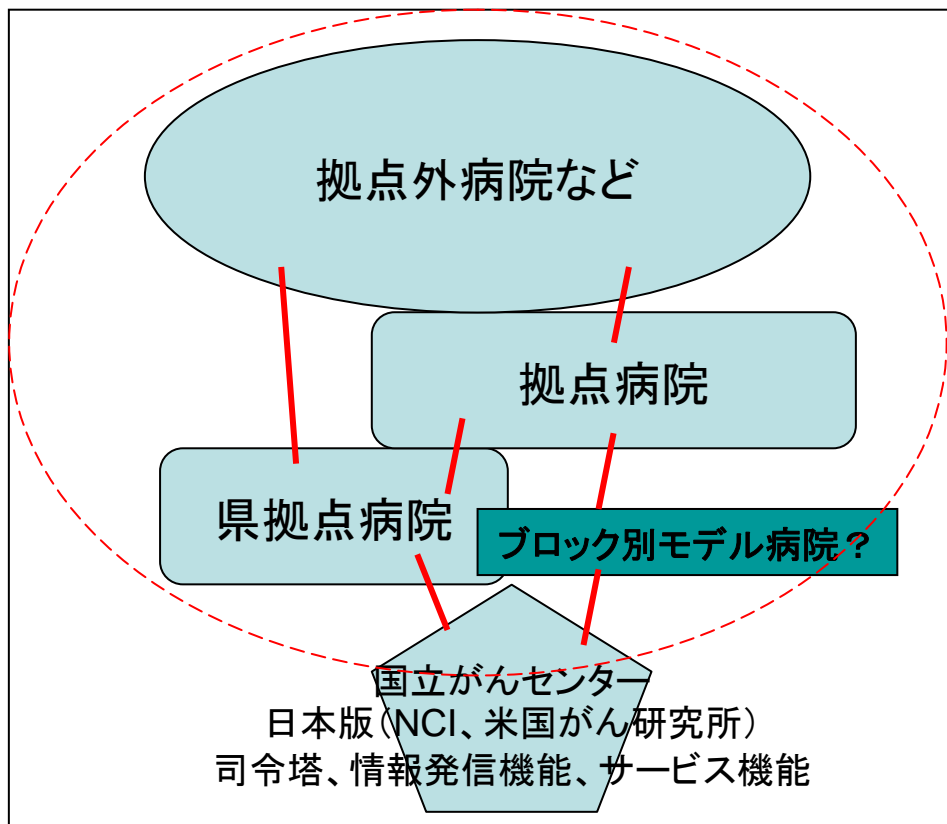 拠点外病院など
拠点病院
県拠点病院
ブロック別モデル病院？
国立がんセンター
日本版（NCI、米国がん研究所）
司令塔、情報発信機能、サービス機能